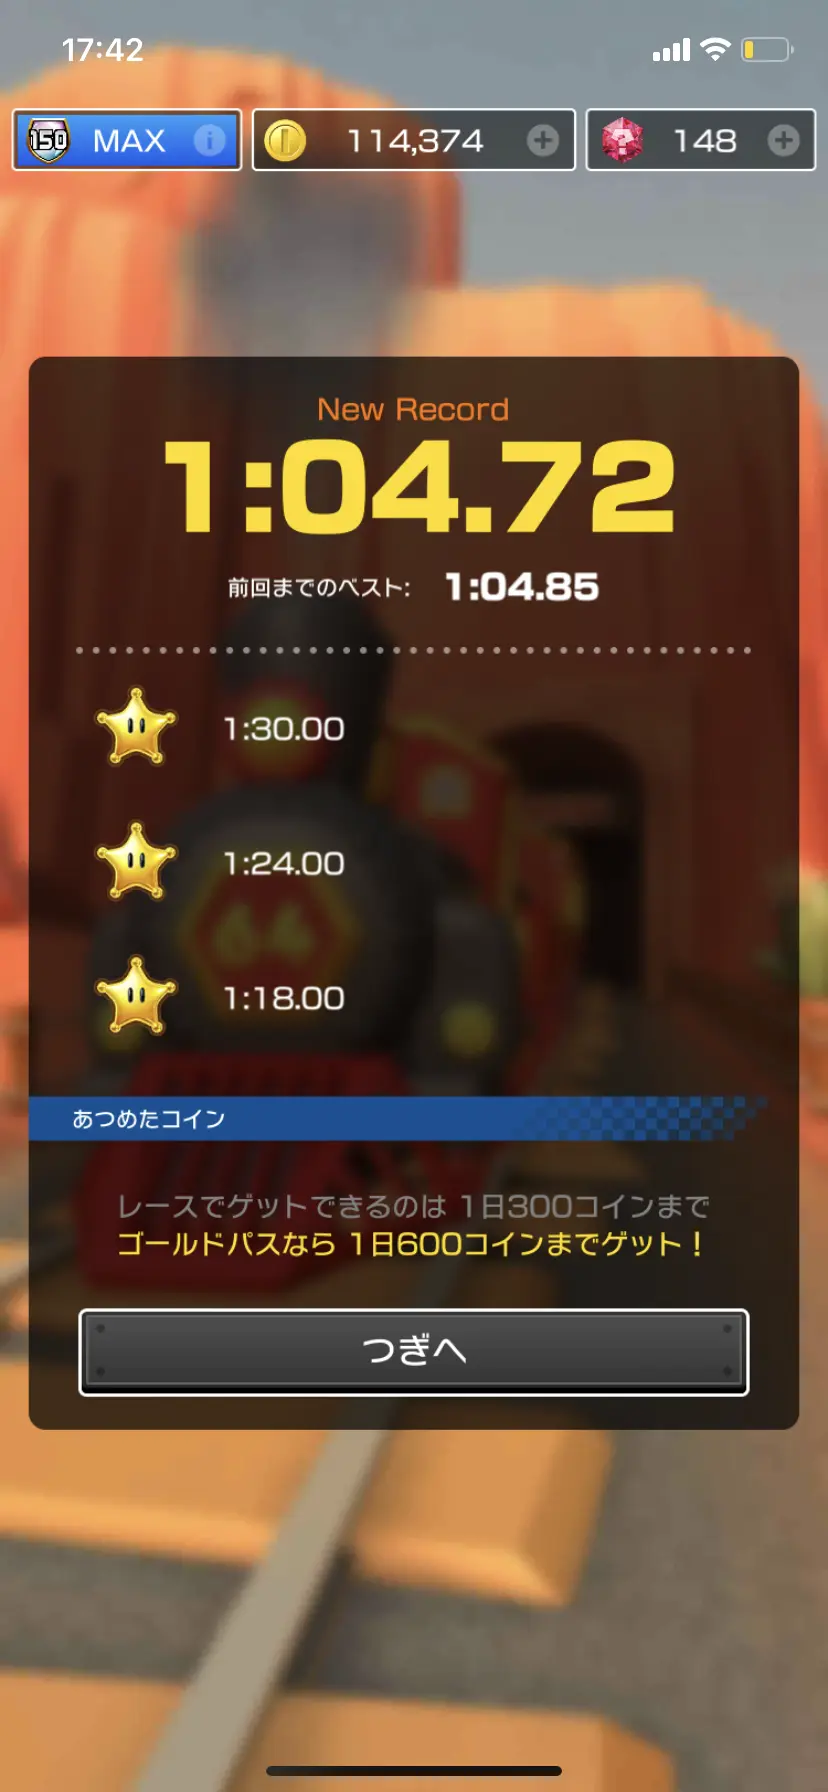 17:42
150 MAX i 114,374 + ? 148 +
New Record
1:04.72
前回までのベスト: 1:04.85
1:30.00
1:24.00
64
1:18.00
あつめたコイン
レースでゲットできるのは 1日300コインまで
ゴールドパスなら 1日600コインまでゲット！
つぎへ